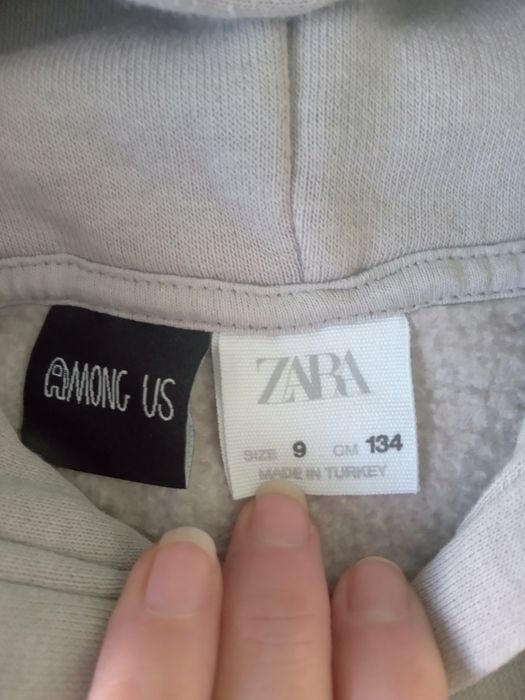 AMONG US
ZARA
SIZE 9 CM 134
MADE IN TURKEY